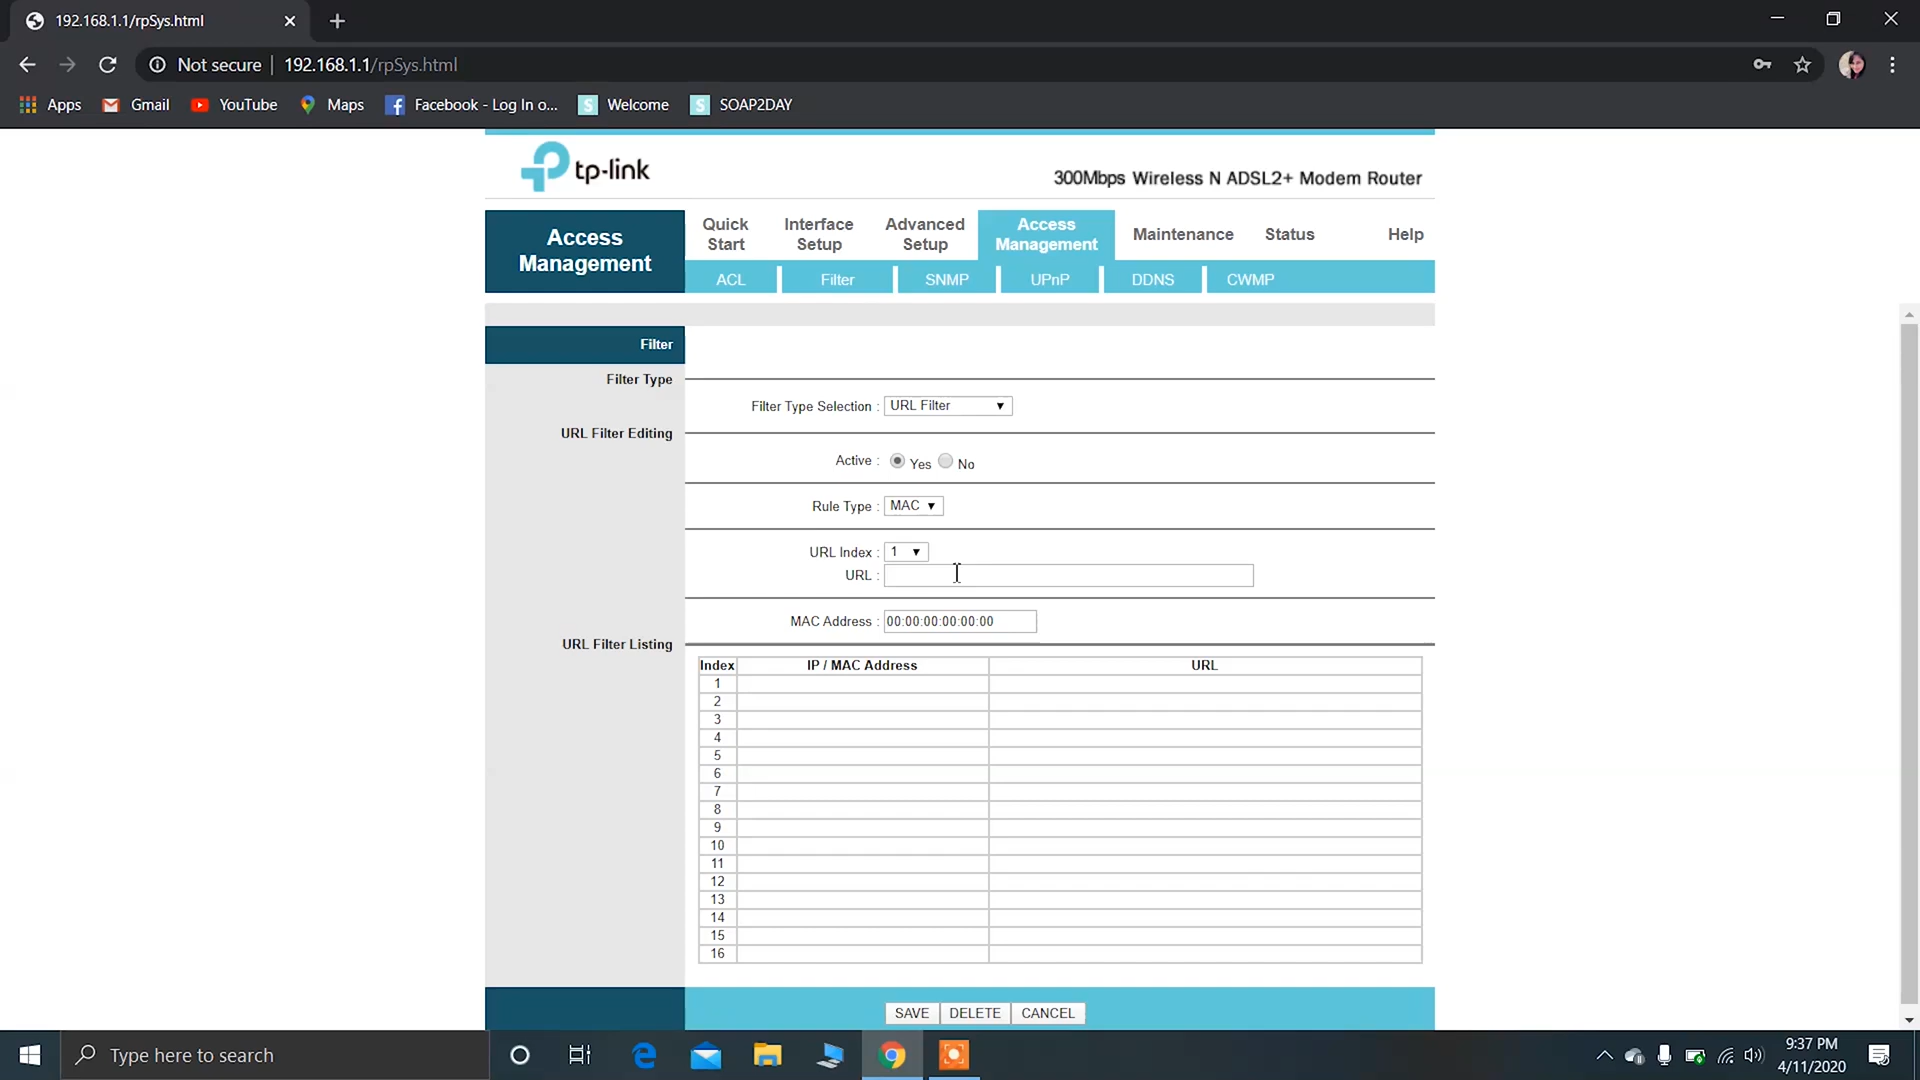 192.168.1.1/rpSys.html
Not secure | 192.168.1.1/rpSys.html
Apps Gmail YouTube Maps Facebook - Log In o... Welcome SOAP2DAY
tp-link
300Mbps Wireless N ADSL2+ Modem Router
Access Management
Quick Start Interface Setup Advanced Setup Access Management Maintenance Status Help
ACL Filter SNMP UPnP DDNS CWMP
Filter
Filter Type
Filter Type Selection : URL Filter
URL Filter Editing
Active : Yes No
Rule Type : MAC
URL Index : 1
URL :
MAC Address : 00:00:00:00:00:00
URL Filter Listing
Index IP / MAC Address URL
1
2
3
4
5
6
7
8
9
10
11
12
13
14
15
16
SAVE DELETE CANCEL
Type here to search
9:37 PM
4/11/2020